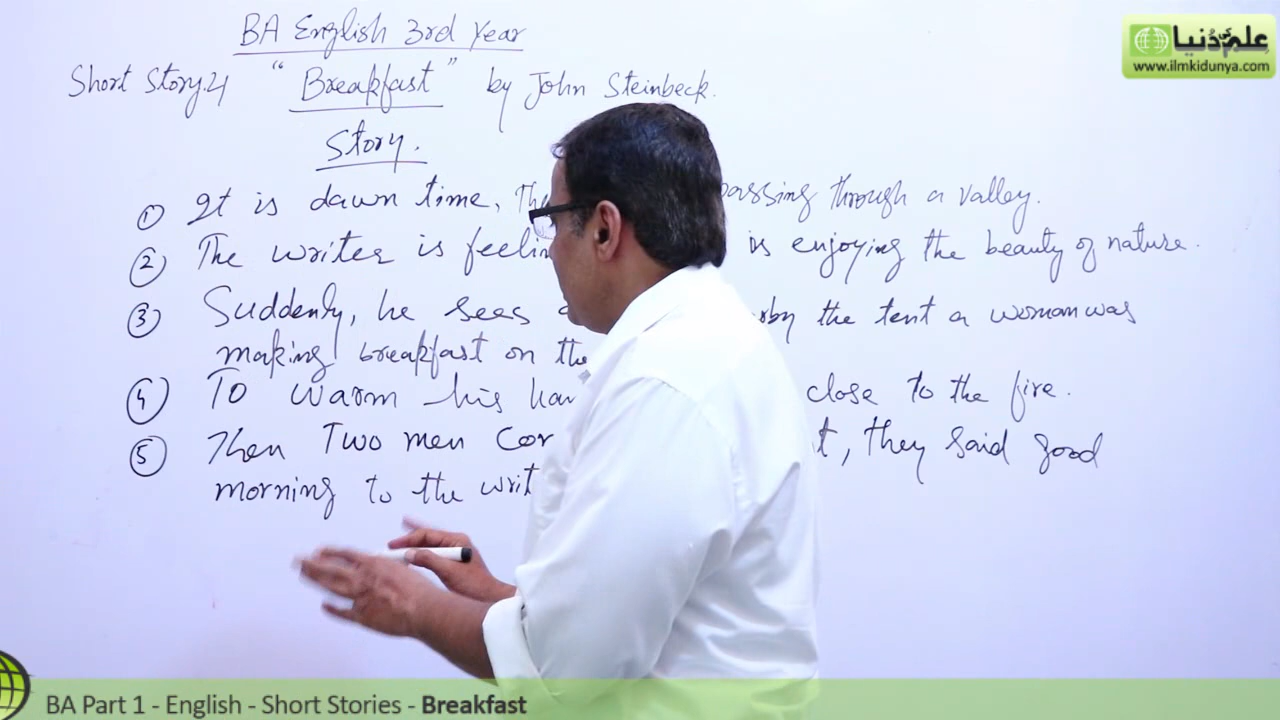 BA English 3rd Year
Short Story.4 "Breakfast" by John Steinbeck.
Story.
① It is dawn time, The passing through a valley.
② The writer is feelin is enjoying the beauty of nature.
③ Suddenly, he sees the tent a woman was
making breakfast on the
④ To warm his close to the fire.
⑤ Then Two men they said good
morning to the writ
علم کی دنیا
www.ilmkidunya.com
BA Part 1 - English - Short Stories - Breakfast